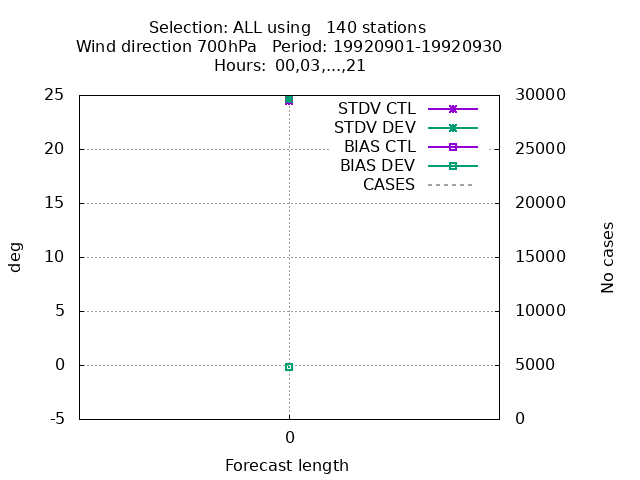 Selection: ALL using   140 stations
Wind direction 700hPa   Period: 19920901-19920930
Hours: 00,03,...,21
25
20
15
10
5
0
-5
30000
25000
20000
15000
10000
5000
0
STDV CTL
STDV DEV
BIAS CTL
BIAS DEV
CASES
deg
No cases
0
Forecast length